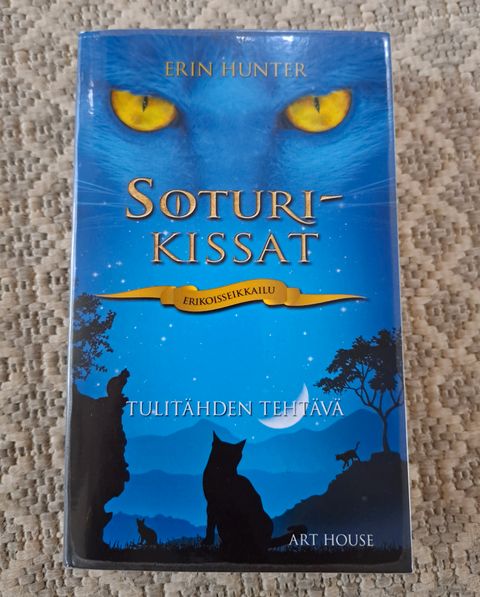 ERIN HUNTER
SOTURI-
KISSAT
ERIKOISSEIKKAILU
TULITÄHDEN TEHTÄVÄ
ART HOUSE